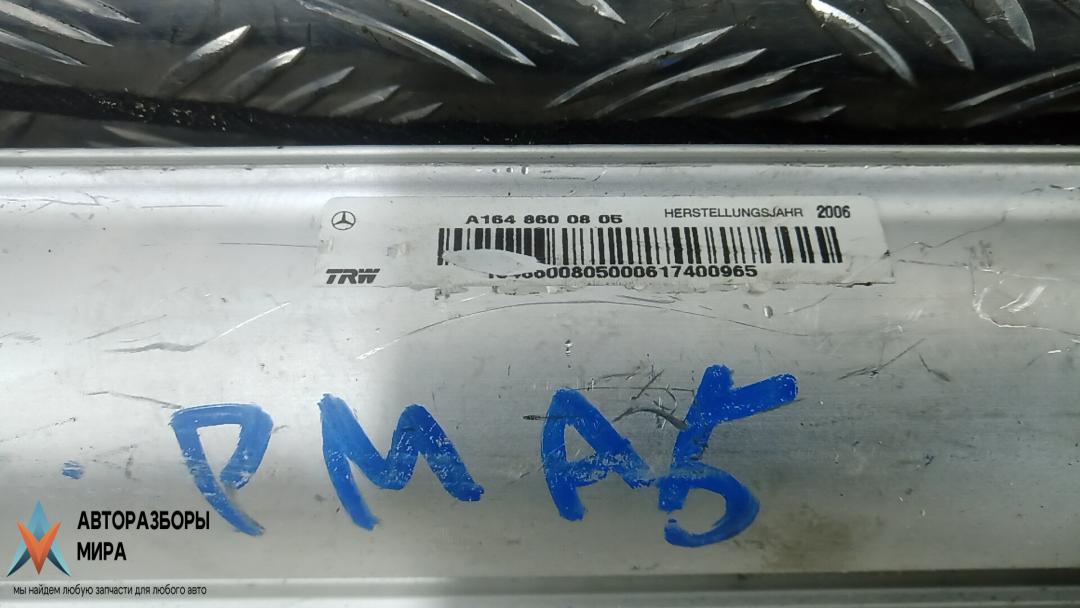 A164 860 08 05 HERSTELLUNGSJAHR 2006
TRW
РМАБ
АВТОРАЗБОРЫ
МИРА
мы найдем любую запчасти для любого авто